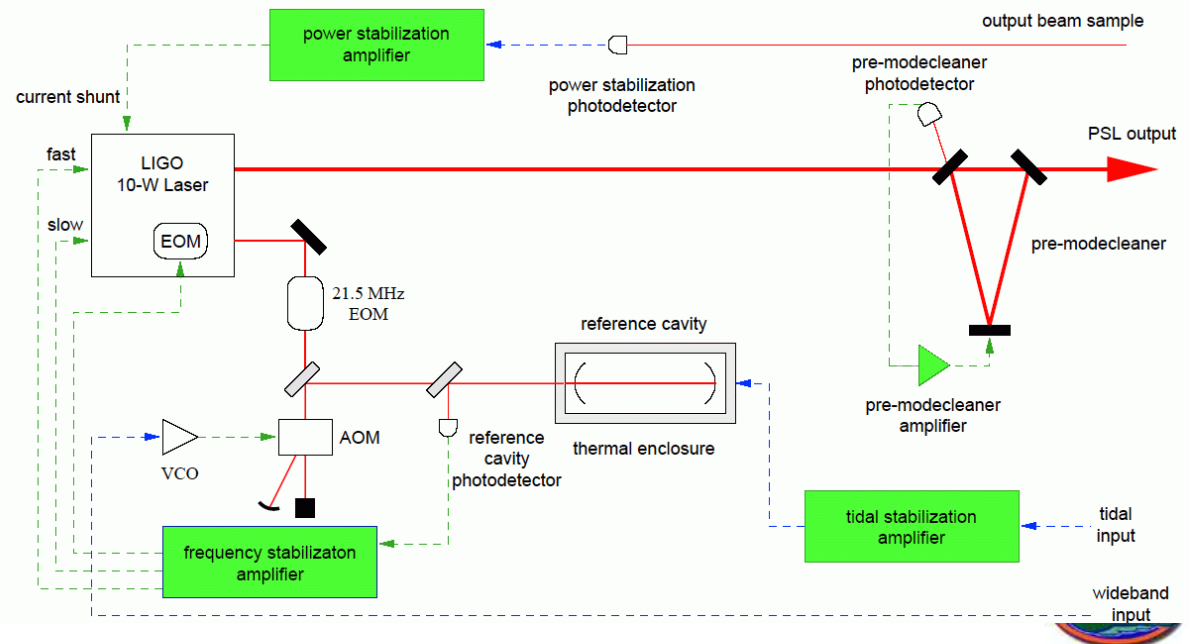 power stabilization
amplifier
output beam sample
power stabilization
photodetector
pre-modecleaner
photodetector
current shunt
PSL output
fast
LIGO
10-W Laser
slow
EOM
pre-modecleaner
21.5 MHz
EOM
reference cavity
pre-modecleaner
amplifier
VCO
AOM
reference
cavity
photodetector
thermal enclosure
tidal stabilization
amplifier
tidal
input
frequency stabilizaton
amplifier
wideband
input